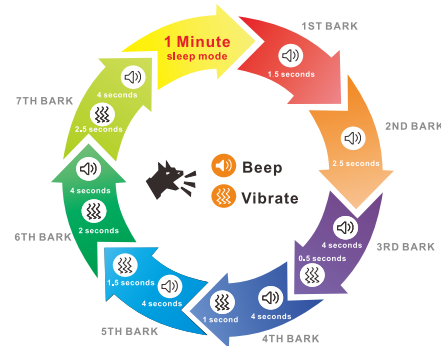 1 Minute
sleep mode
1ST BARK
1.5 seconds
2ND BARK
2.5 seconds
3RD BARK
4 seconds
0.5 seconds
4TH BARK
4 seconds
1 second
5TH BARK
4 seconds
1.5 seconds
6TH BARK
2 seconds
4 seconds
7TH BARK
2.5 seconds
4 seconds
Beep
Vibrate